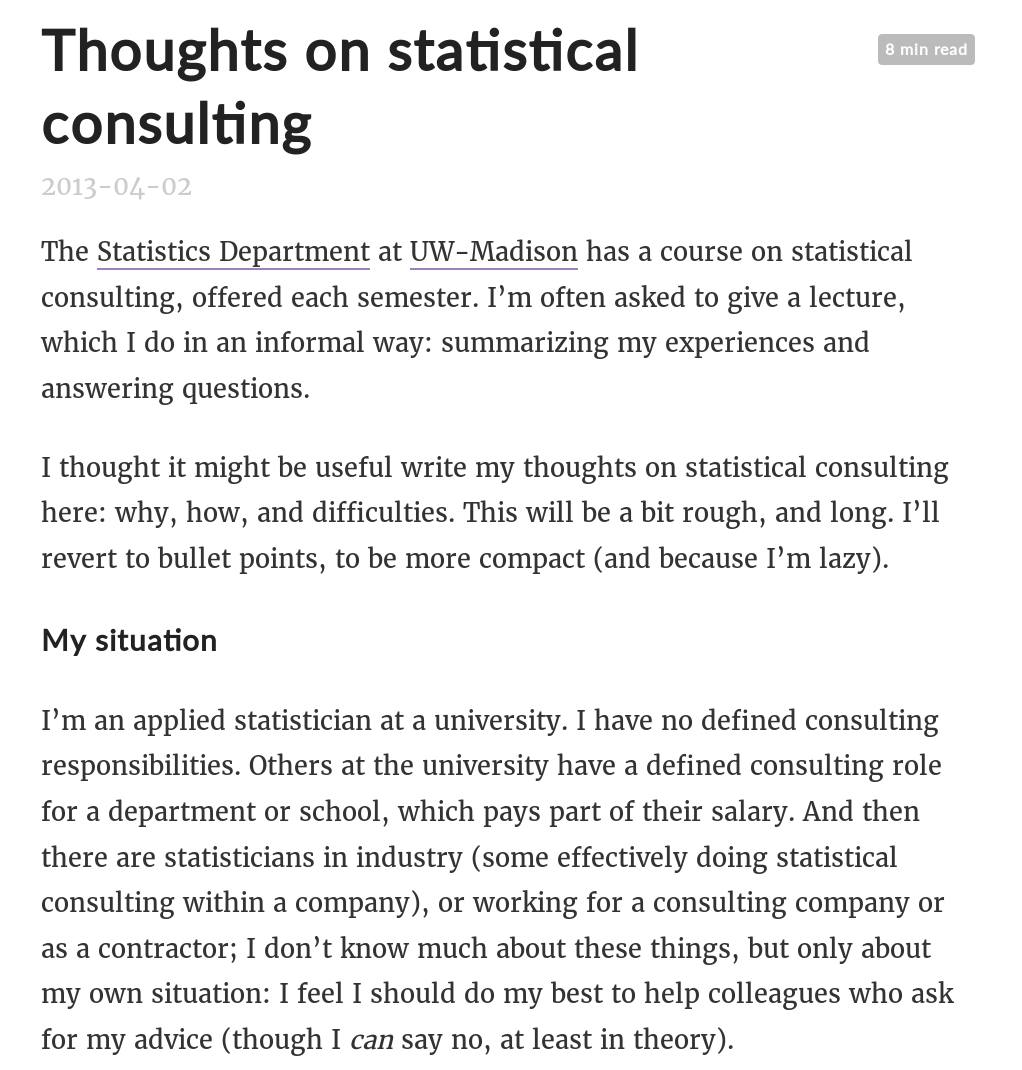 Thoughts on statistical
8 min read
consulting
2013-04-02
The Statistics Department at UW-Madison has a course on statistical
consulting, offered each semester. I’m often asked to give a lecture,
which I do in an informal way: summarizing my experiences and
answering questions.
I thought it might be useful write my thoughts on statistical consulting
here: why, how, and difficulties. This will be a bit rough, and long. I’ll
revert to bullet points, to be more compact (and because I’m lazy).
My situation
I’m an applied statistician at a university. I have no defined consulting
responsibilities. Others at the university have a defined consulting role
for a department or school, which pays part of their salary. And then
there are statisticians in industry (some effectively doing statistical
consulting within a company), or working for a consulting company or
as a contractor; I don’t know much about these things, but only about
my own situation: I feel I should do my best to help colleagues who ask
for my advice (though I can say no, at least in theory).